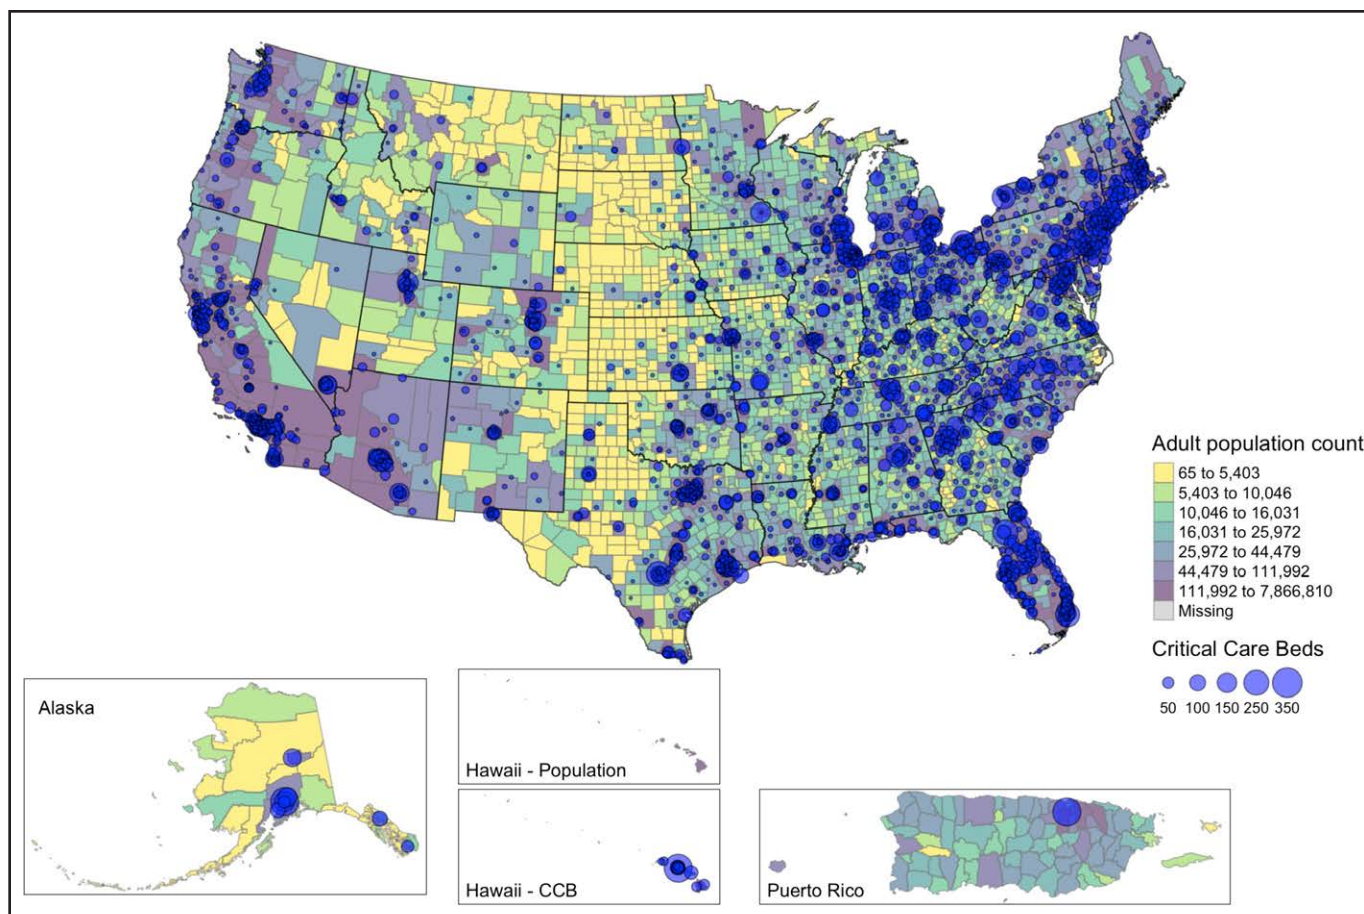 Adult population count
65 to 5,403
5,403 to 10,046
10,046 to 16,031
16,031 to 25,972
25,972 to 44,479
44,479 to 111,992
111,992 to 7,866,810
Missing
Critical Care Beds
50 100 150 250 350
Alaska
Hawaii - Population
Hawaii - CCB
Puerto Rico